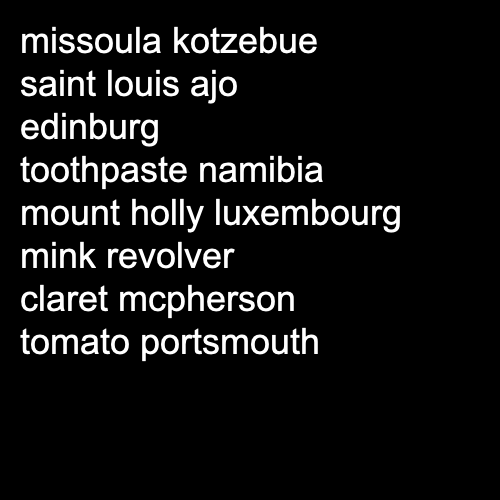 missoula kotzebue
saint louis ajo
edinburg
toothpaste namibia
mount holly luxembourg
mink revolver
claret mcpherson
tomato portsmouth